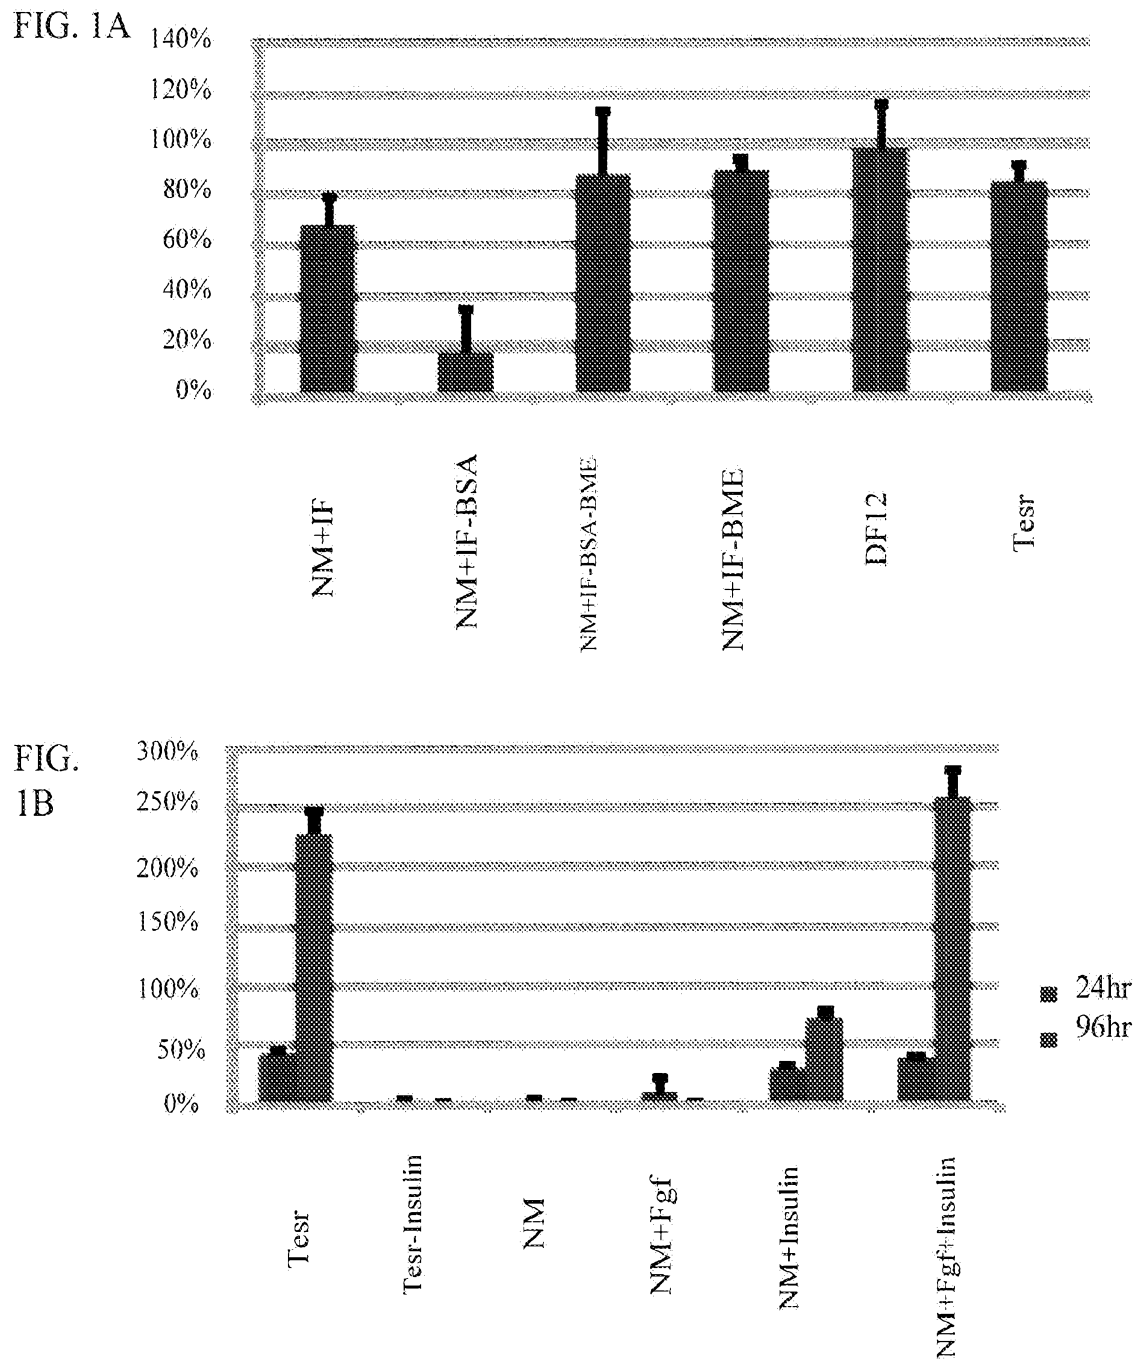 FIG. 1A
140%
120%
100%
80%
60%
40%
20%
0%
NM+IF
NM+IF-BSA
NM+IF-BSA-BME
NM+IF-BME
DF12
Tesr
FIG.
1B
300%
250%
200%
150%
100%
50%
0%
24hr
96hr
Tesr
Tesr-Insulin
NM
NM+Fgf
NM+Insulin
NM+Fgf+Insulin